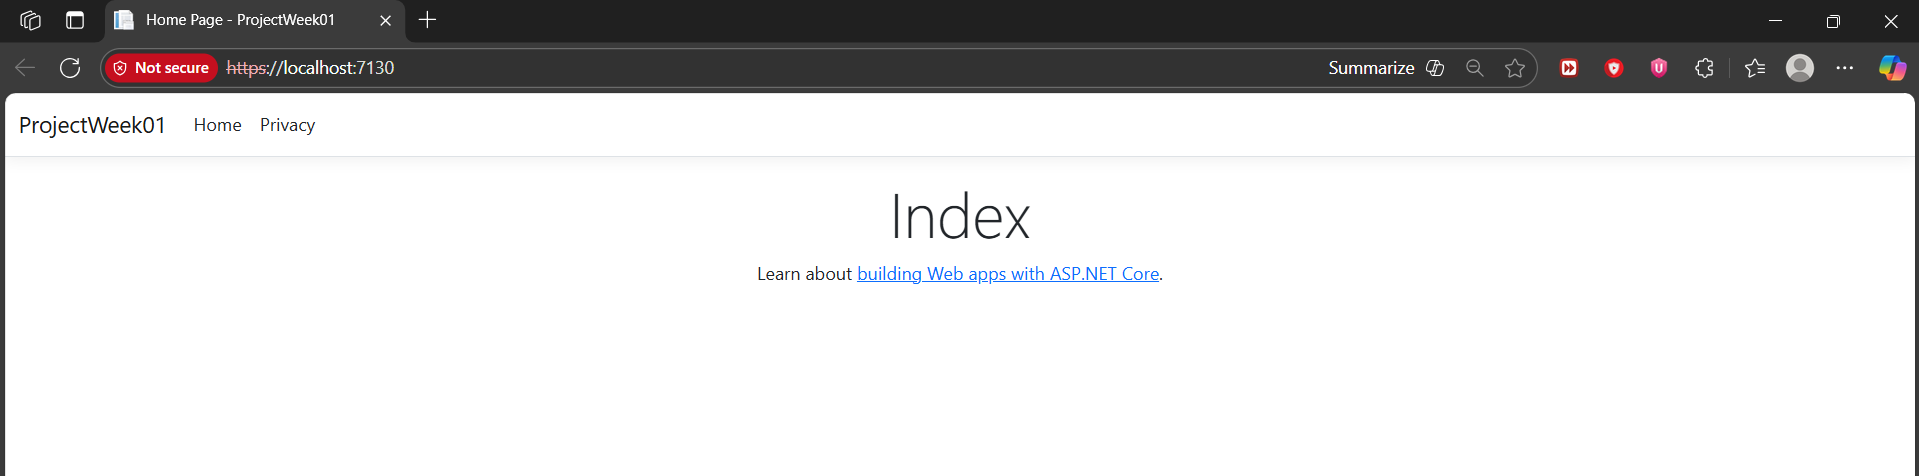 Home Page - ProjectWeek01
Not secure https://localhost:7130 Summarize
ProjectWeek01 Home Privacy
Index
Learn about building Web apps with ASP.NET Core.